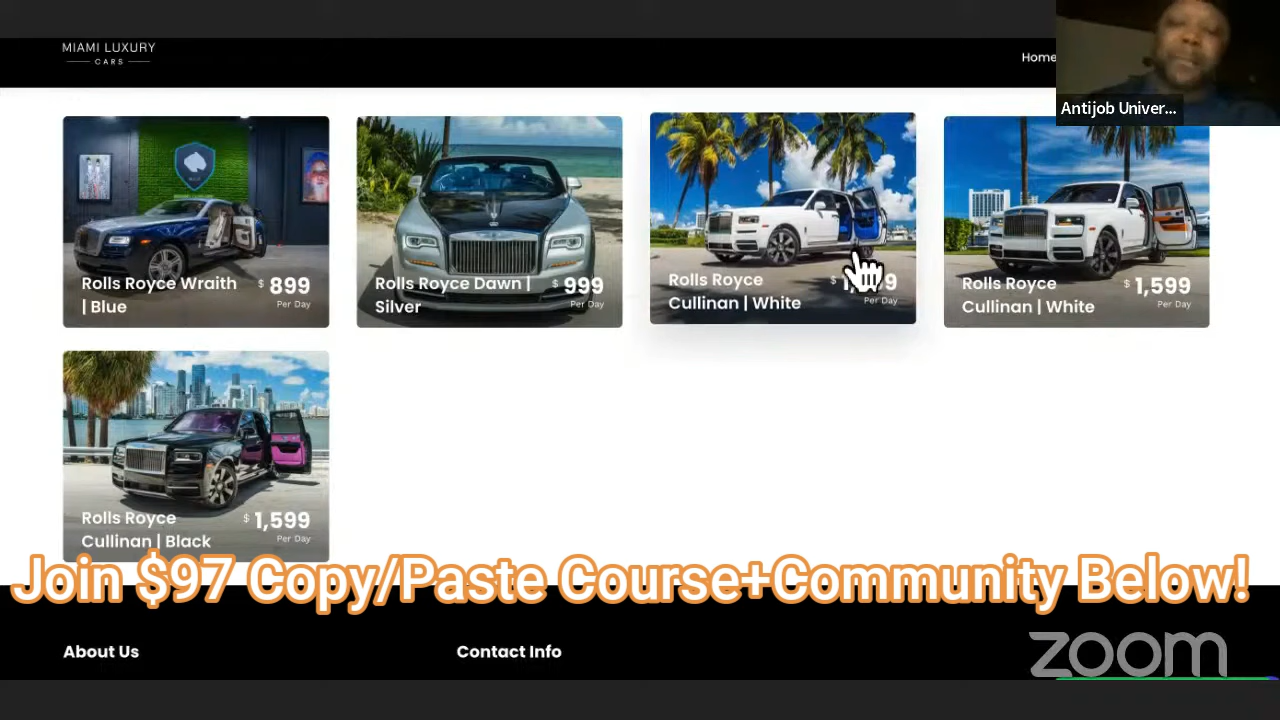 MIAMI LUXURY
CARS
Home
Antijob Univer...
Rolls Royce Wraith
| Blue
$ 899
Per Day
Rolls Royce Dawn |
Silver
$ 999
Per Day
Rolls Royce
Cullinan | White
$
Per Day
Rolls Royce
Cullinan | White
$ 1,599
Per Day
Rolls Royce
Cullinan | Black
$ 1,599
Per Day
Join $97 Copy/Paste Course+Community Below!
About Us
Contact Info
zoom